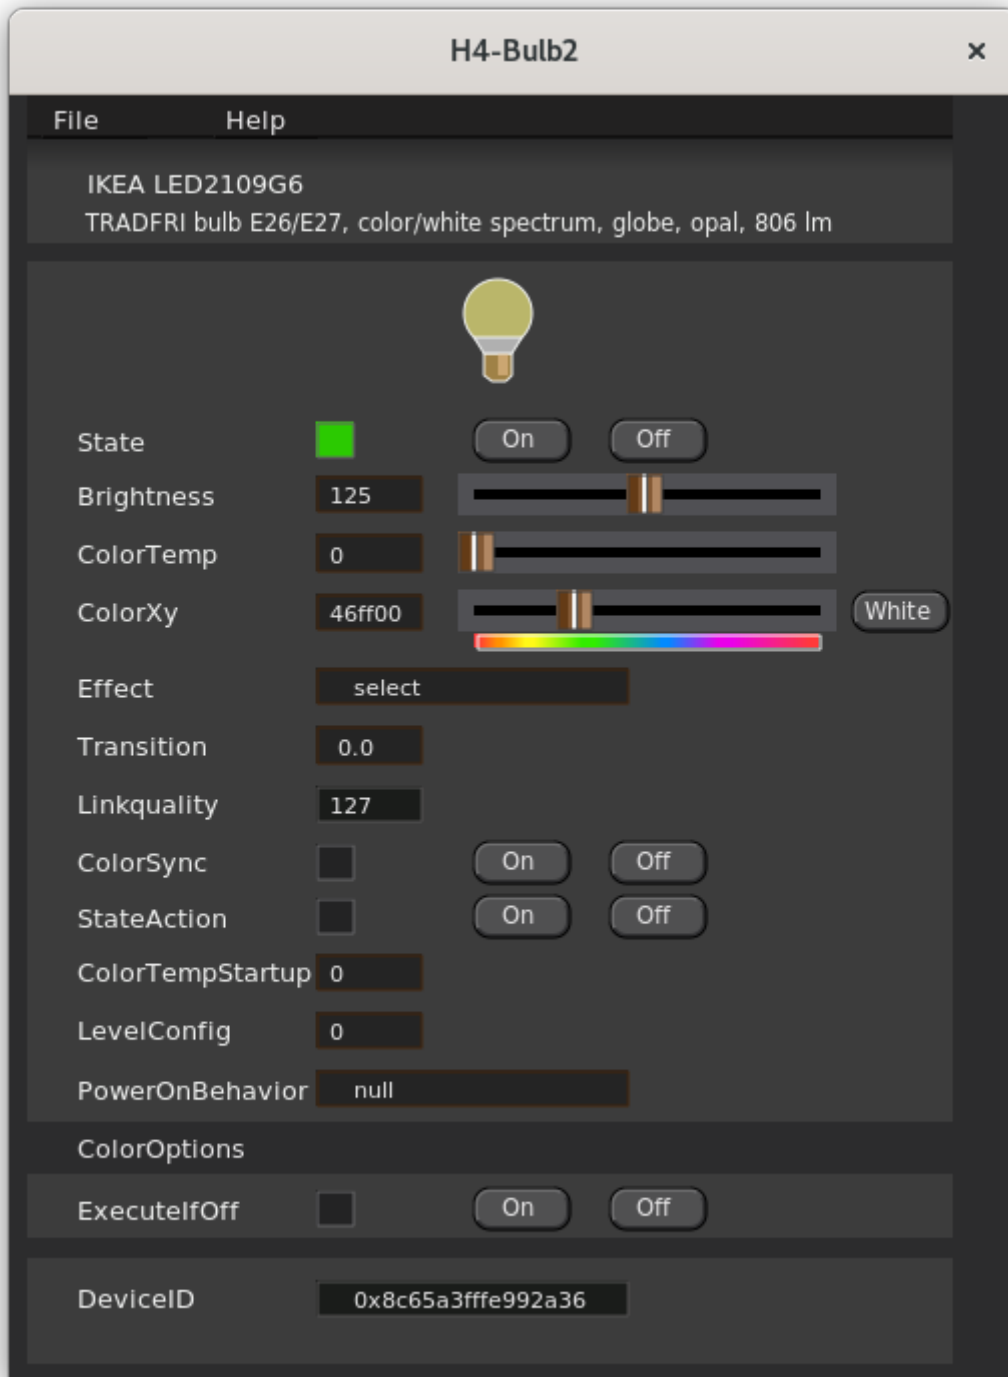 H4-Bulb2 ×
File Help
IKEA LED2109G6
TRADFRI bulb E26/E27, color/white spectrum, globe, opal, 806 lm
State On Off
Brightness 125
ColorTemp 0
ColorXy 46ff00 White
Effect select
Transition 0.0
Linkquality 127
ColorSync On Off
StateAction On Off
ColorTempStartup 0
LevelConfig 0
PowerOnBehavior null
ColorOptions
ExecuteIfOff On Off
DeviceID 0x8c65a3fffe992a36